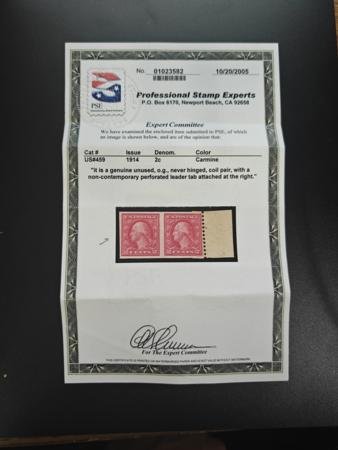 No. 01023582 10/20/2005
PSE
Professional Stamp Experts
P.O. Box 6170, Newport Beach, CA 92658
Expert Committee
We have examined the enclosed item submitted to PSE, of which
an image is shown below, and are of the opinion that:
Cat # Issue Denom. Color
US#459 1914 2c Carmine
"it is a genuine unused, o.g., never hinged, coil pair, with a
non-contemporary perforated leader tab attached at the right."
For The Expert Committee